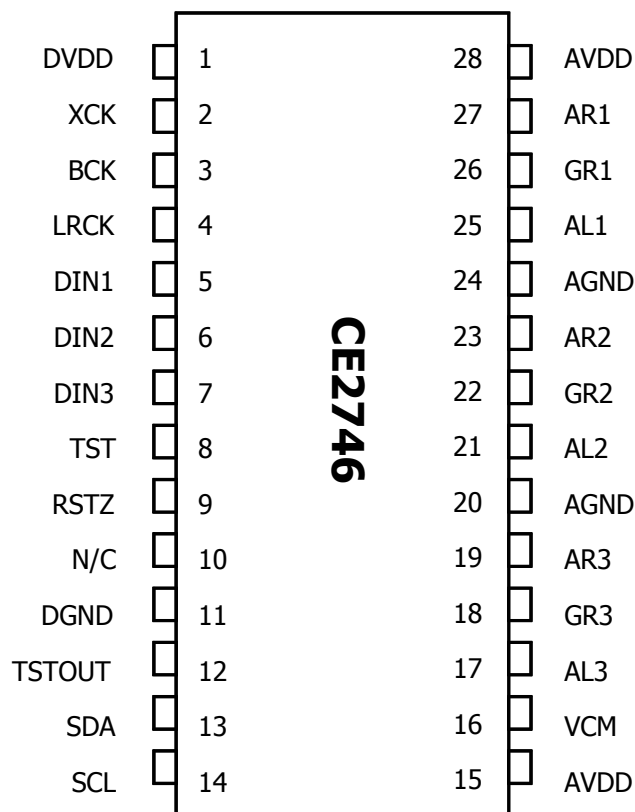 DVDD 1 28 AVDD
XCK 2 27 AR1
BCK 3 26 GR1
LRCK 4 25 AL1
DIN1 5 24 AGND
DIN2 6 23 AR2
DIN3 7 22 GR2
TST 8 21 AL2
RSTZ 9 20 AGND
N/C 10 19 AR3
DGND 11 18 GR3
TSTOUT 12 17 AL3
SDA 13 16 VCM
SCL 14 15 AVDD
CE2746